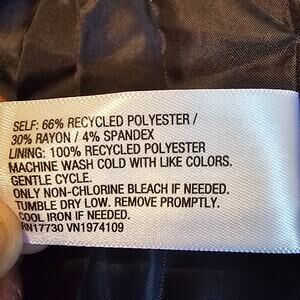 SELF: 66% RECYCLED POLYESTER /
30% RAYON / 4% SPANDEX
LINING: 100% RECYCLED POLYESTER
MACHINE WASH COLD WITH LIKE COLORS.
GENTLE CYCLE.
ONLY NON-CHLORINE BLEACH IF NEEDED.
TUMBLE DRY LOW. REMOVE PROMPTLY.
COOL IRON IF NEEDED.
RN17730 VN1974109